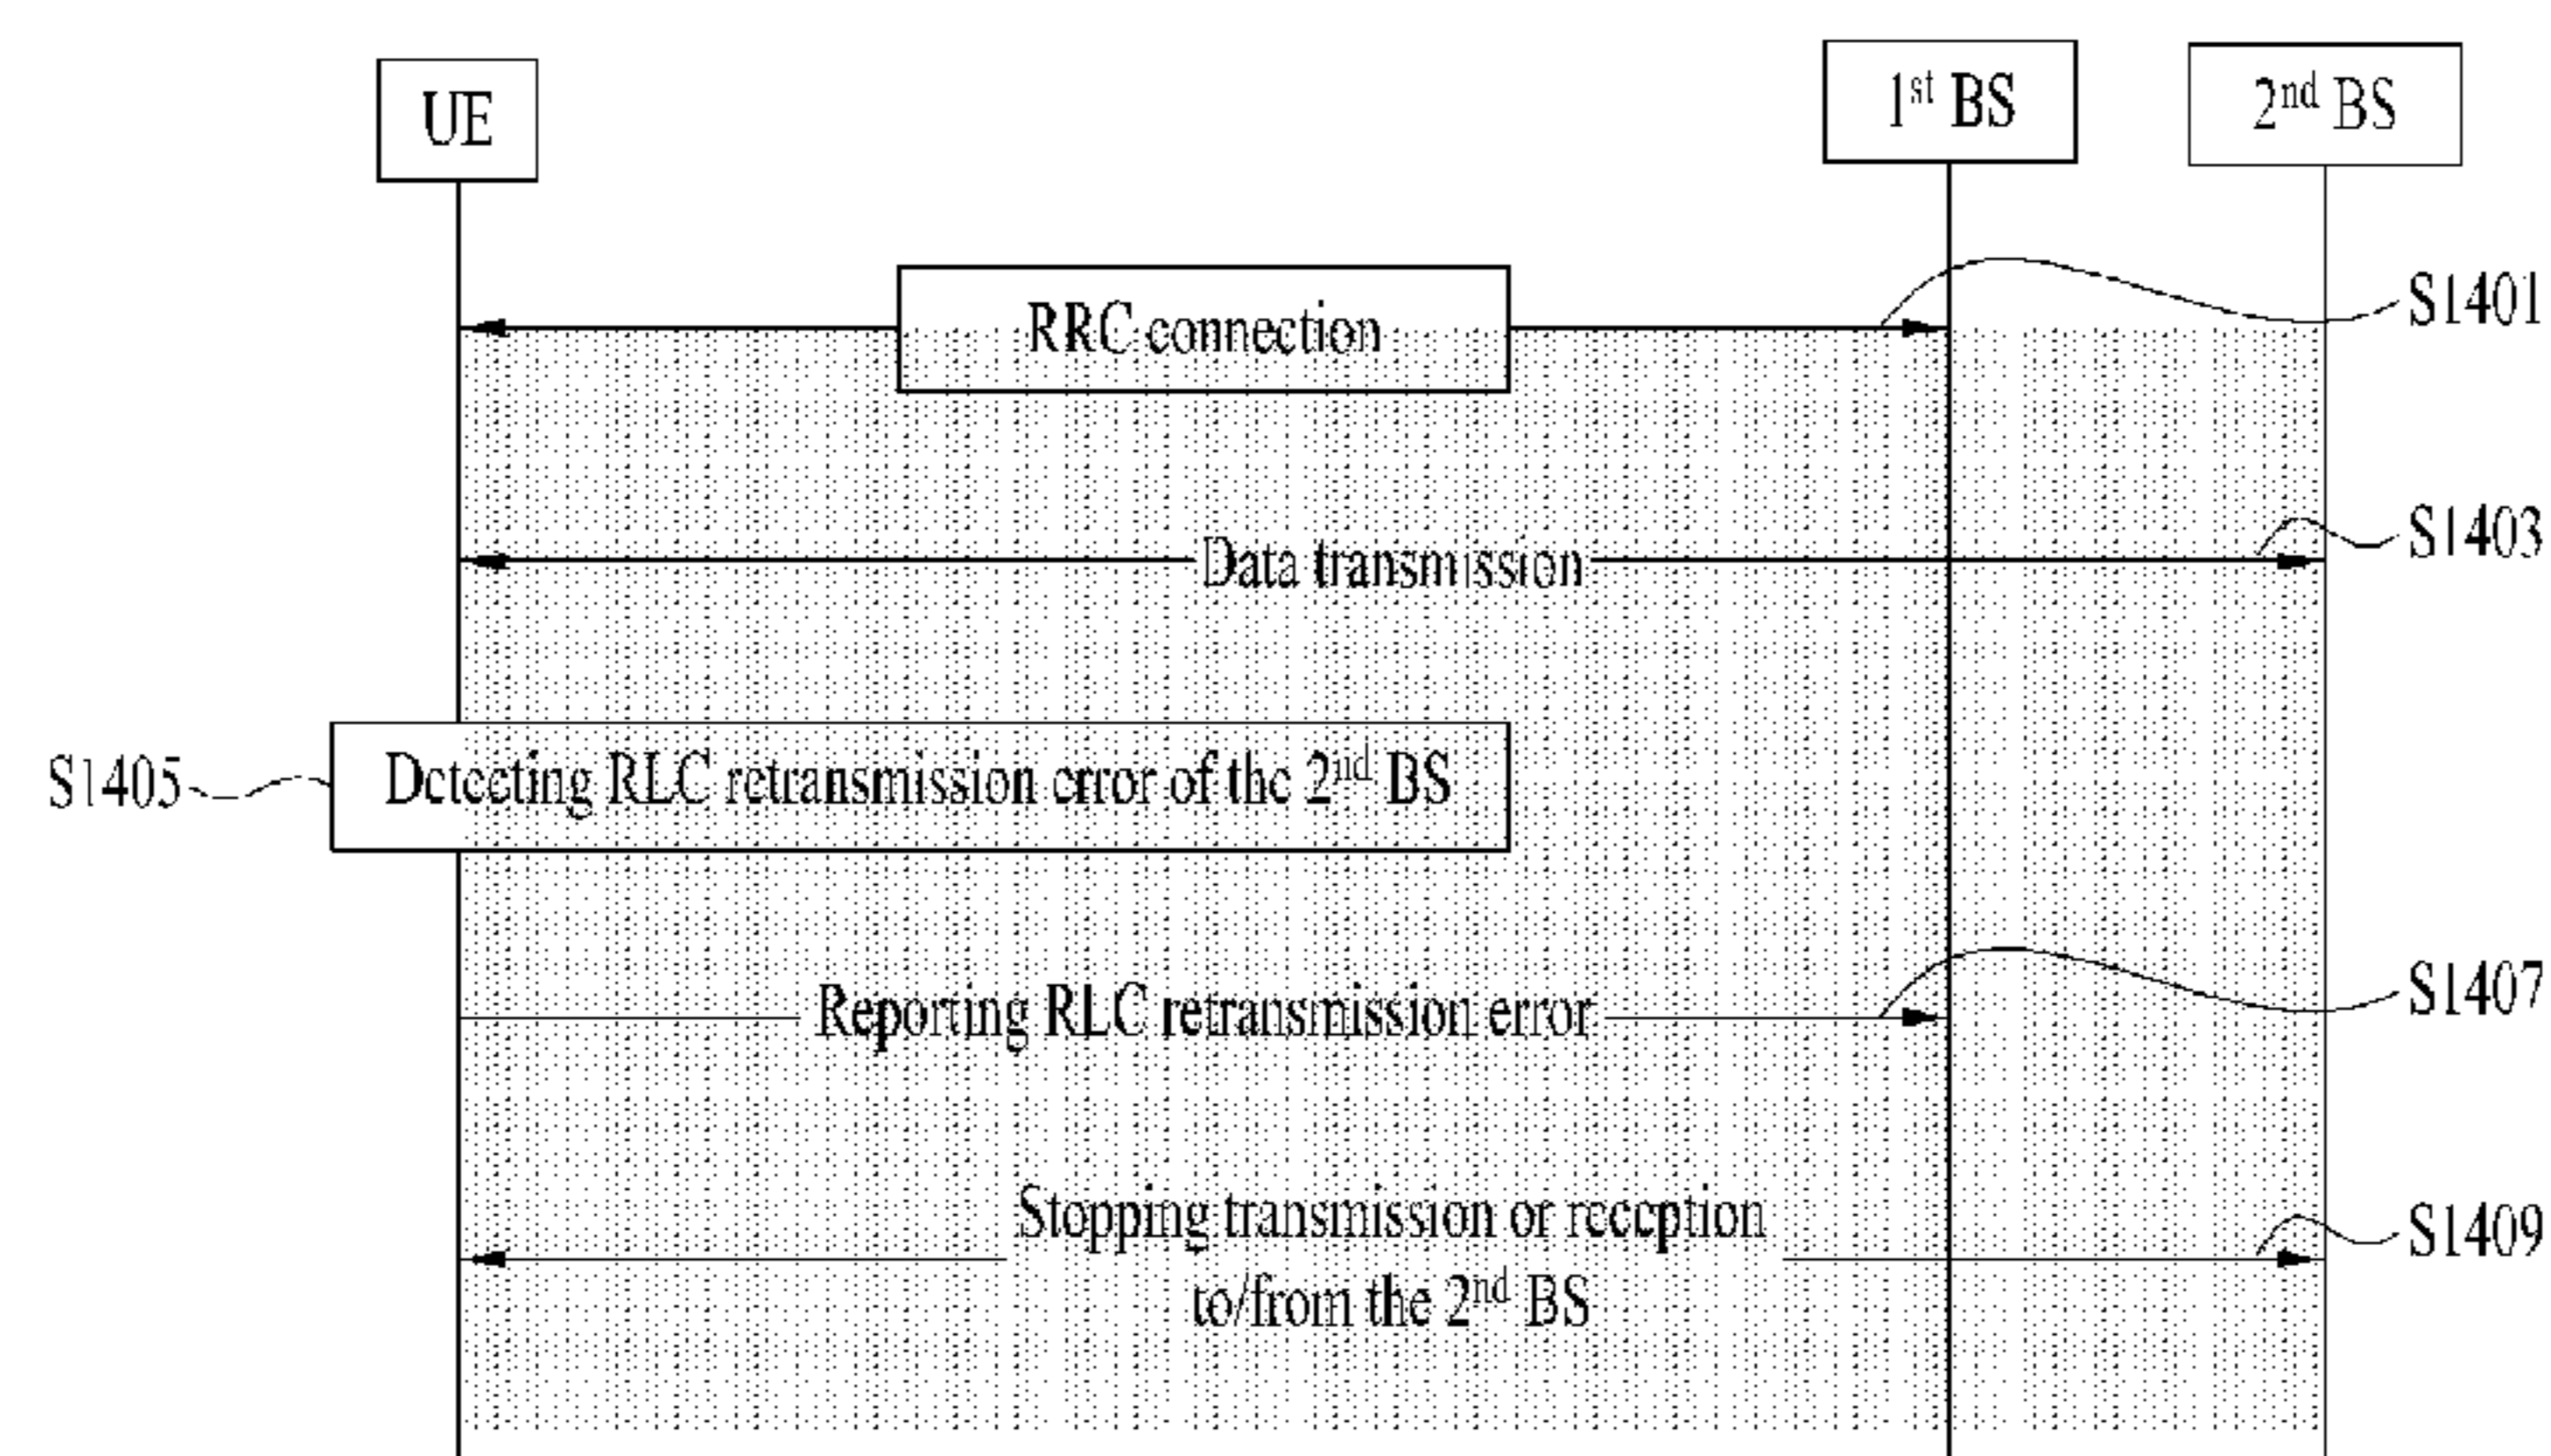 UE
1st BS
2nd BS
RRC connection
S1401
Data transmission
S1403
S1405
Detecting RLC retransmission error of the 2nd BS
Reporting RLC retransmission error
S1407
Stopping transmission or reception
to/from the 2nd BS
S1409